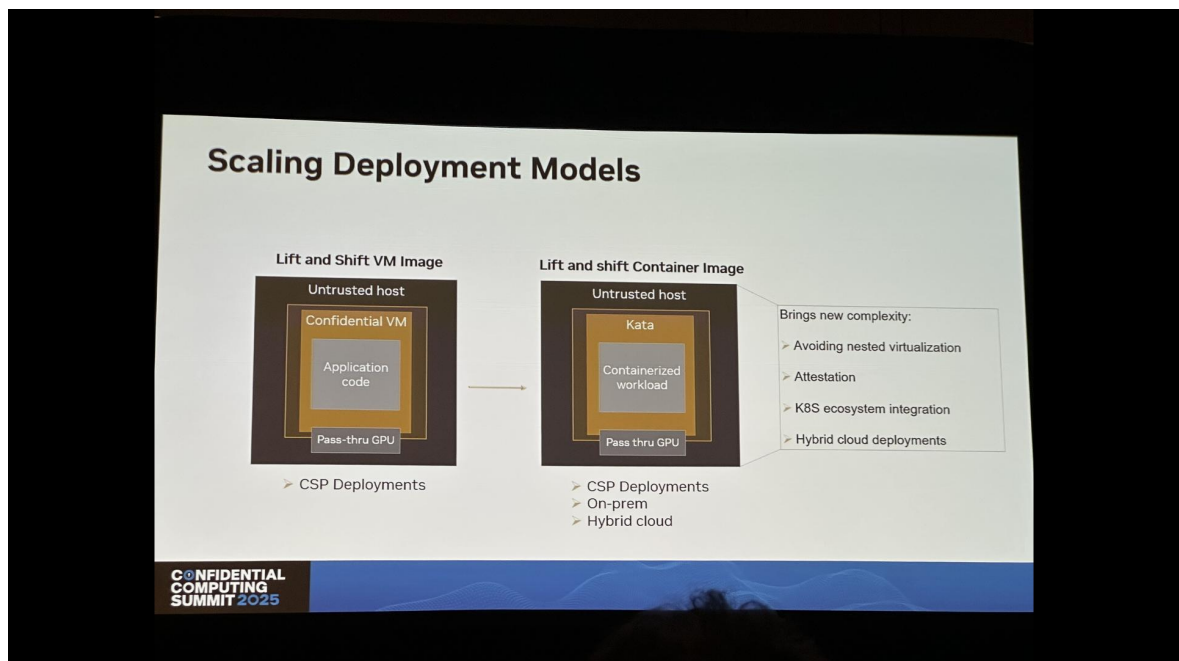 Scaling Deployment Models
Lift and Shift VM Image
Untrusted host
Confidential VM
Application
code
Pass-thru GPU
➢ CSP Deployments
Lift and shift Container Image
Untrusted host
Kata
Containerized
workload
Pass thru GPU
➢ CSP Deployments
➢ On-prem
➢ Hybrid cloud
Brings new complexity:
➢ Avoiding nested virtualization
➢ Attestation
➢ K8S ecosystem integration
➢ Hybrid cloud deployments
CONFIDENTIAL
COMPUTING
SUMMIT 2025